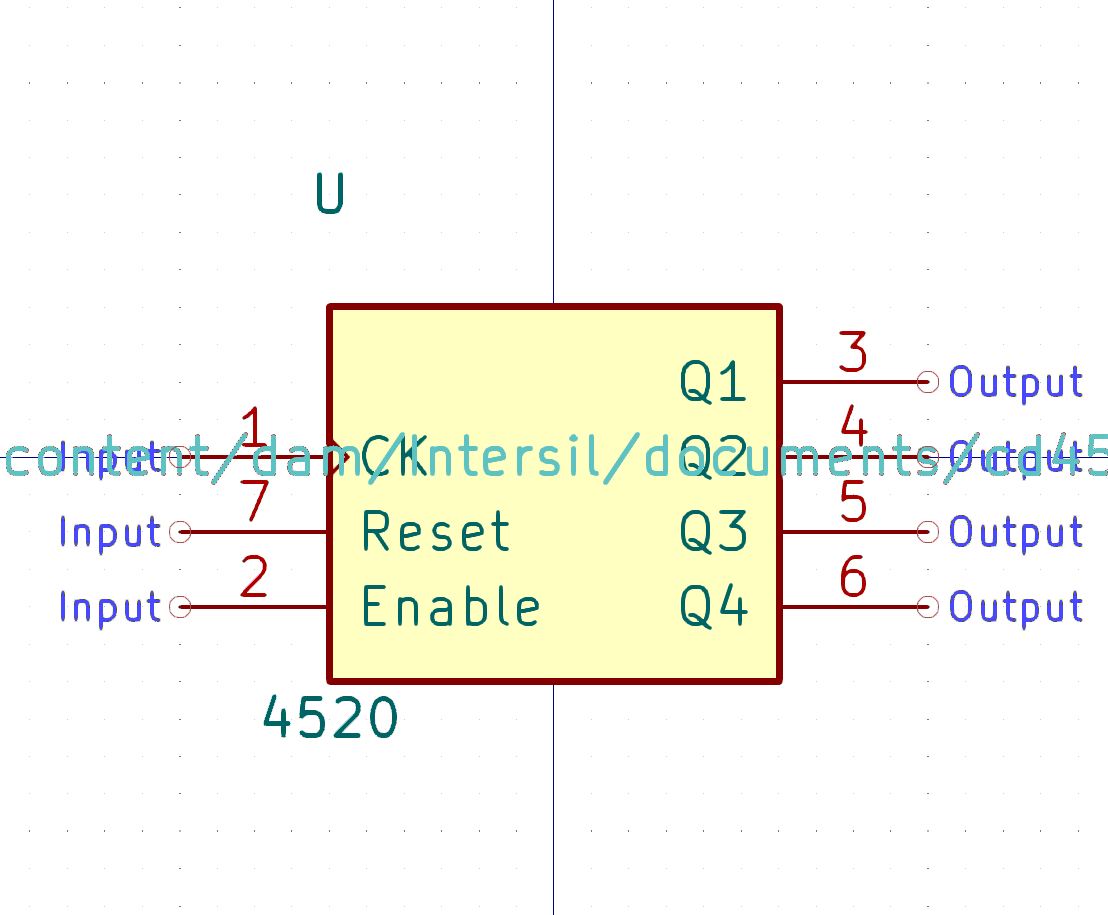 U
3
Q1
Output
1
4
Input
CK
Q2
Output
content/dam/Intersil/documents/cd45
7
5
Input
Reset
Q3
Output
2
6
Input
Enable
Q4
Output
4520